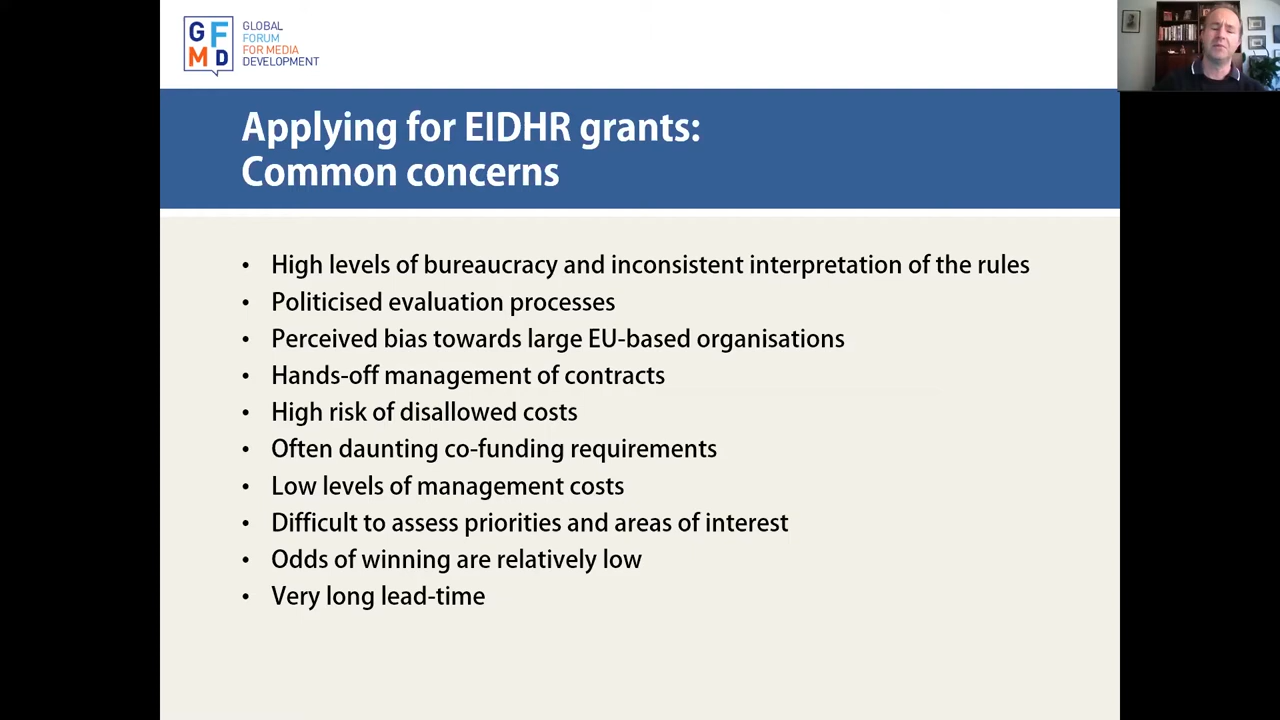 G F
M D
GLOBAL
FORUM
FOR MEDIA
DEVELOPMENT
Applying for EIDHR grants:
Common concerns
• High levels of bureaucracy and inconsistent interpretation of the rules
• Politicised evaluation processes
• Perceived bias towards large EU-based organisations
• Hands-off management of contracts
• High risk of disallowed costs
• Often daunting co-funding requirements
• Low levels of management costs
• Difficult to assess priorities and areas of interest
• Odds of winning are relatively low
• Very long lead-time